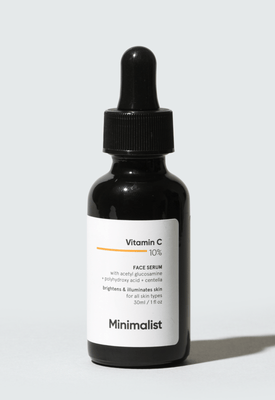 Vitamin C
10%
FACE SERUM
with acetyl glucosamine
+ polyhydroxy acid + centella
brightens & illuminates skin
for all skin types
30ml / 1 fl oz
Minimalist